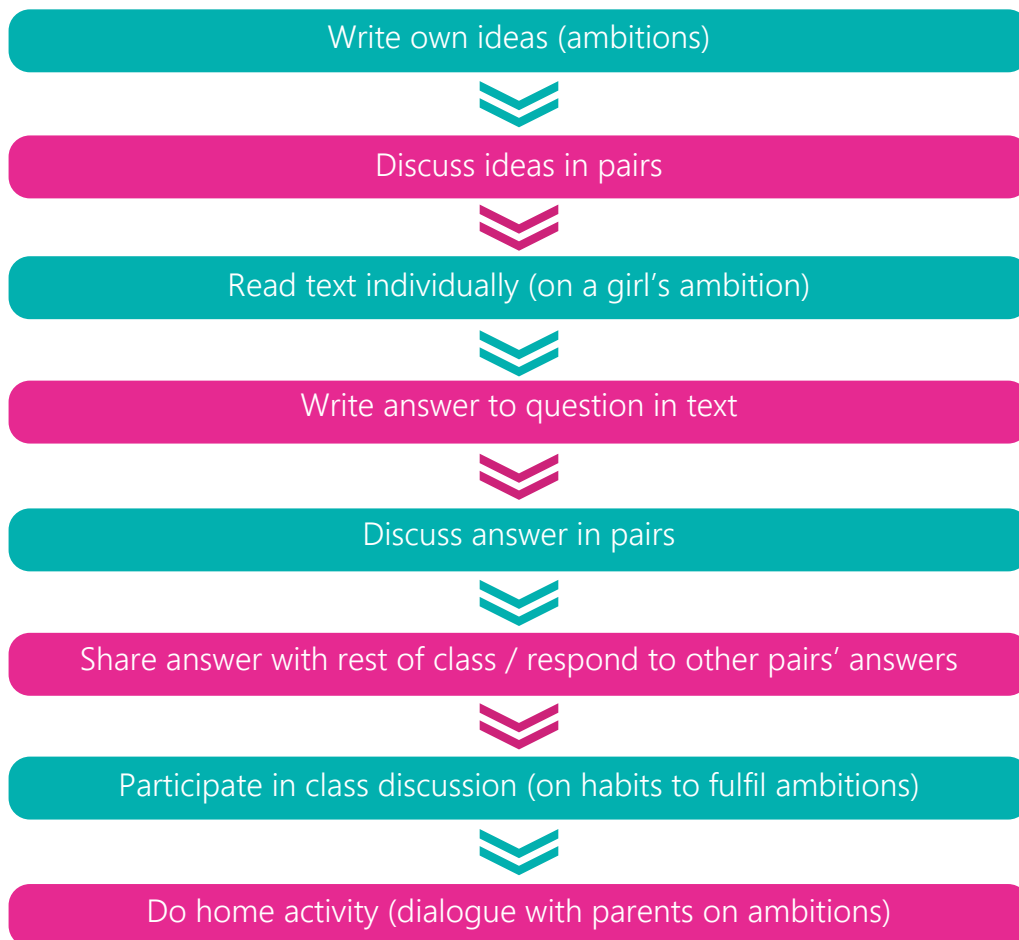 Write own ideas (ambitions)
Discuss ideas in pairs
Read text individually (on a girl’s ambition)
Write answer to question in text
Discuss answer in pairs
Share answer with rest of class / respond to other pairs’ answers
Participate in class discussion (on habits to fulfil ambitions)
Do home activity (dialogue with parents on ambitions)